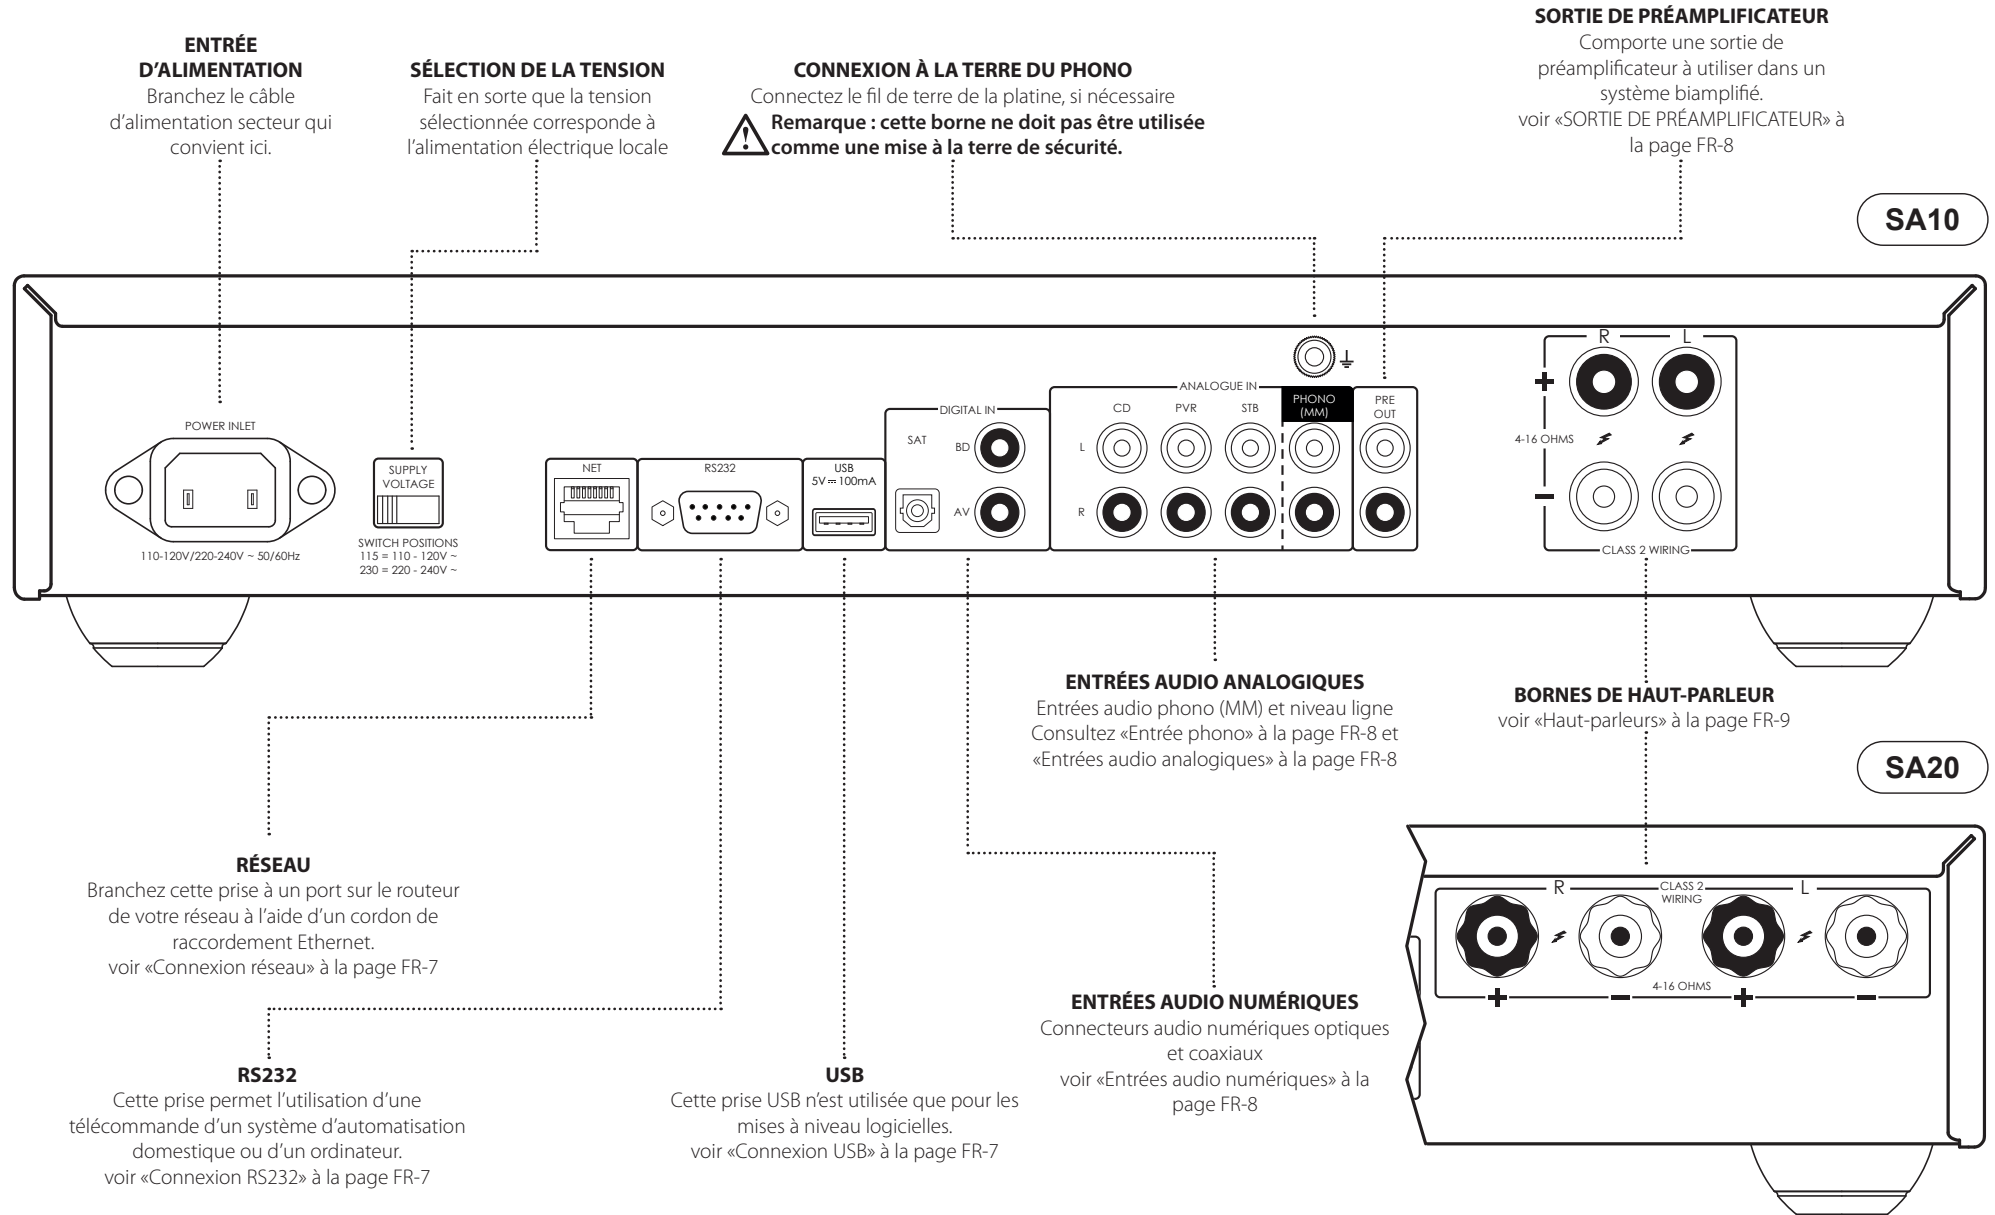 ENTRÉE
D’ALIMENTATION
Branchez le câble
d’alimentation secteur qui
convient ici.
SÉLECTION DE LA TENSION
Fait en sorte que la tension
sélectionnée corresponde à
l’alimentation électrique locale
CONNEXION À LA TERRE DU PHONO
Connectez le fil de terre de la platine, si nécessaire
Remarque : cette borne ne doit pas être utilisée
comme une mise à la terre de sécurité.
SORTIE DE PRÉAMPLIFICATEUR
Comporte une sortie de
préamplificateur à utiliser dans un
système biamplifié.
voir «SORTIE DE PRÉAMPLIFICATEUR» à
la page FR-8
SA10
POWER INLET
110-120V/220-240V ~ 50/60Hz
SUPPLY
VOLTAGE
SWITCH POSITIONS
115 = 110 - 120V ~
230 = 220 - 240V ~
NET
RS232
USB
5V⎓100mA
DIGITAL IN
SAT
BD
AV
ANALOGUE IN
CD
PVR
STB
PHONO
(MM)
L
R
PRE
OUT
R
L
+
4-16 OHMS
−
CLASS 2 WIRING
ENTRÉES AUDIO ANALOGIQUES
Entrées audio phono (MM) et niveau ligne
Consultez «Entrée phono» à la page FR-8 et
«Entrées audio analogiques» à la page FR-8
BORNES DE HAUT-PARLEUR
voir «Haut-parleurs» à la page FR-9
SA20
R
CLASS 2
WIRING
L
4-16 OHMS
+
−
+
−
RÉSEAU
Branchez cette prise à un port sur le routeur
de votre réseau à l’aide d’un cordon de
raccordement Ethernet.
voir «Connexion réseau» à la page FR-7
RS232
Cette prise permet l’utilisation d’une
télécommande d’un système d’automatisation
domestique ou d’un ordinateur.
voir «Connexion RS232» à la page FR-7
USB
Cette prise USB n’est utilisée que pour les
mises à niveau logicielles.
voir «Connexion USB» à la page FR-7
ENTRÉES AUDIO NUMÉRIQUES
Connecteurs audio numériques optiques
et coaxiaux
voir «Entrées audio numériques» à la
page FR-8